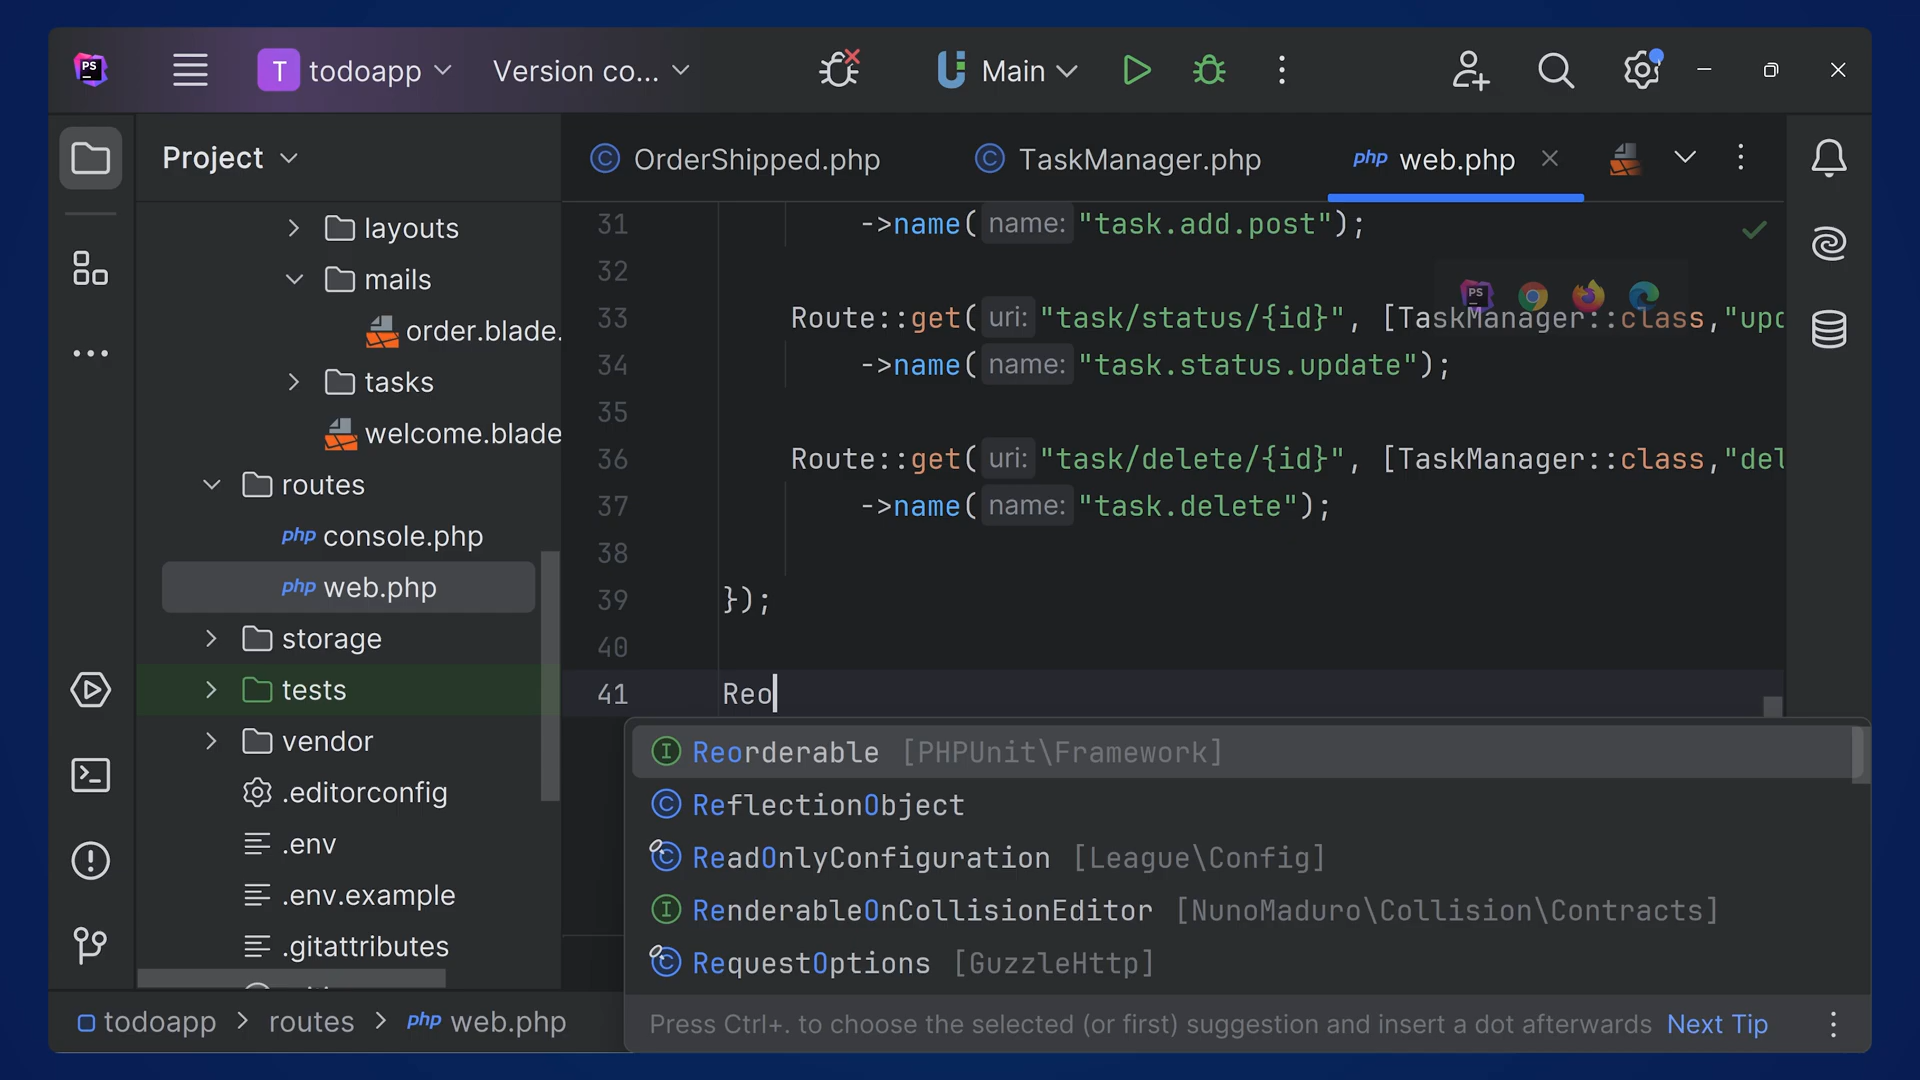 PS
T todoapp
Version co...
Main
Project
layouts
mails
order.blade.
tasks
welcome.blade
routes
php console.php
php web.php
storage
tests
vendor
.editorconfig
.env
.env.example
.gitattributes
OrderShipped.php
TaskManager.php
php web.php
31 ->name( name: "task.add.post");
32
33 Route::get( uri: "task/status/{id}", [TaskManager::class,"upd
34 ->name( name: "task.status.update");
35
36 Route::get( uri: "task/delete/{id}", [TaskManager::class,"del
37 ->name( name: "task.delete");
38
39 });
40
41 Reo
PS
I Reorderable [PHPUnit\Framework]
C ReflectionObject
C ReadOnlyConfiguration [League\Config]
I RenderableOnCollisionEditor [NunoMaduro\Collision\Contracts]
C RequestOptions [GuzzleHttp]
Press Ctrl+. to choose the selected (or first) suggestion and insert a dot afterwards Next Tip
todoapp > routes > php web.php